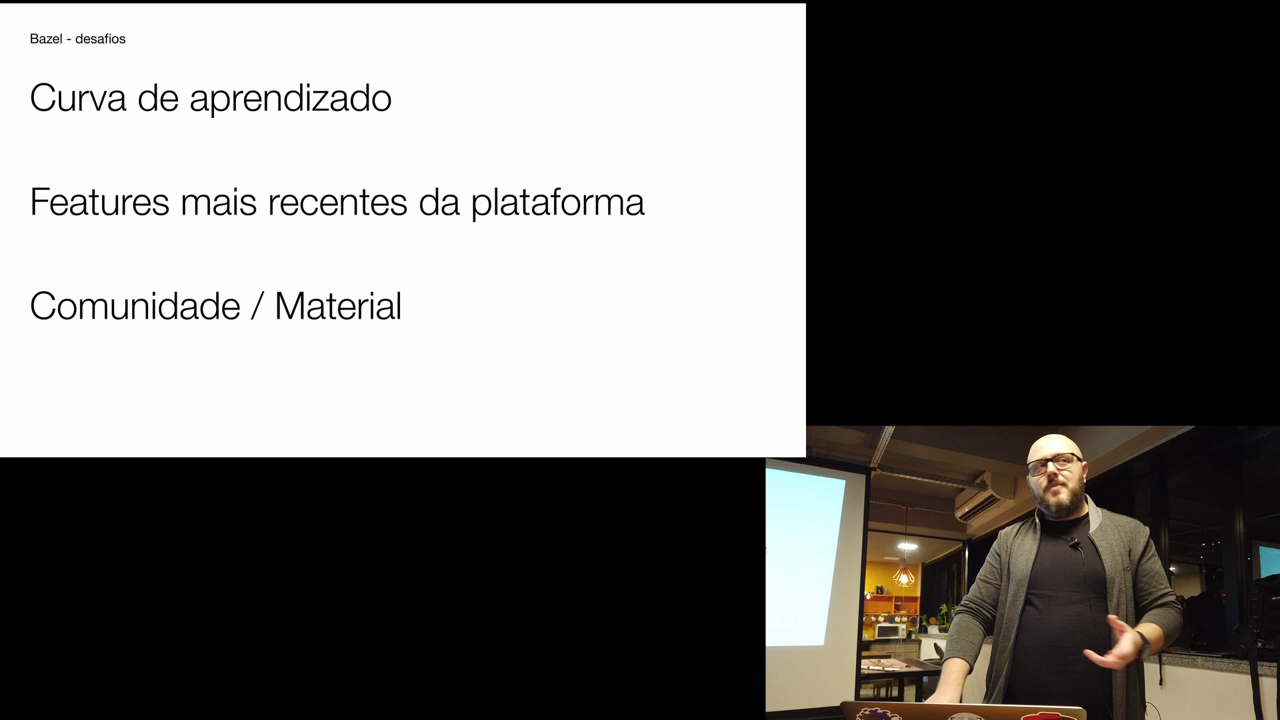 Bazel - desafios
Curva de aprendizado
Features mais recentes da plataforma
Comunidade / Material